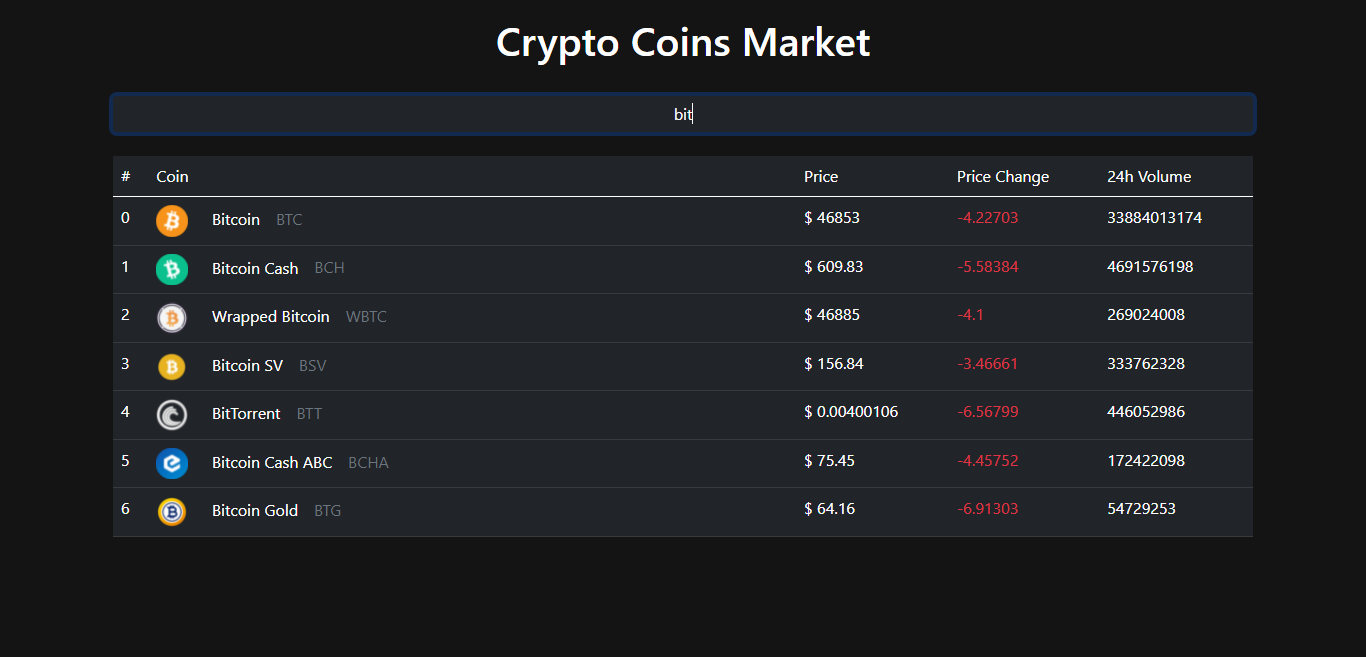 Crypto Coins Market
bit
# Coin Price Price Change 24h Volume
0 Bitcoin BTC $ 46853 -4.22703 33884013174
1 Bitcoin Cash BCH $ 609.83 -5.58384 4691576198
2 Wrapped Bitcoin WBTC $ 46885 -4.1 269024008
3 Bitcoin SV BSV $ 156.84 -3.46661 333762328
4 BitTorrent BTT $ 0.00400106 -6.56799 446052986
5 Bitcoin Cash ABC BCHA $ 75.45 -4.45752 172422098
6 Bitcoin Gold BTG $ 64.16 -6.91303 54729253